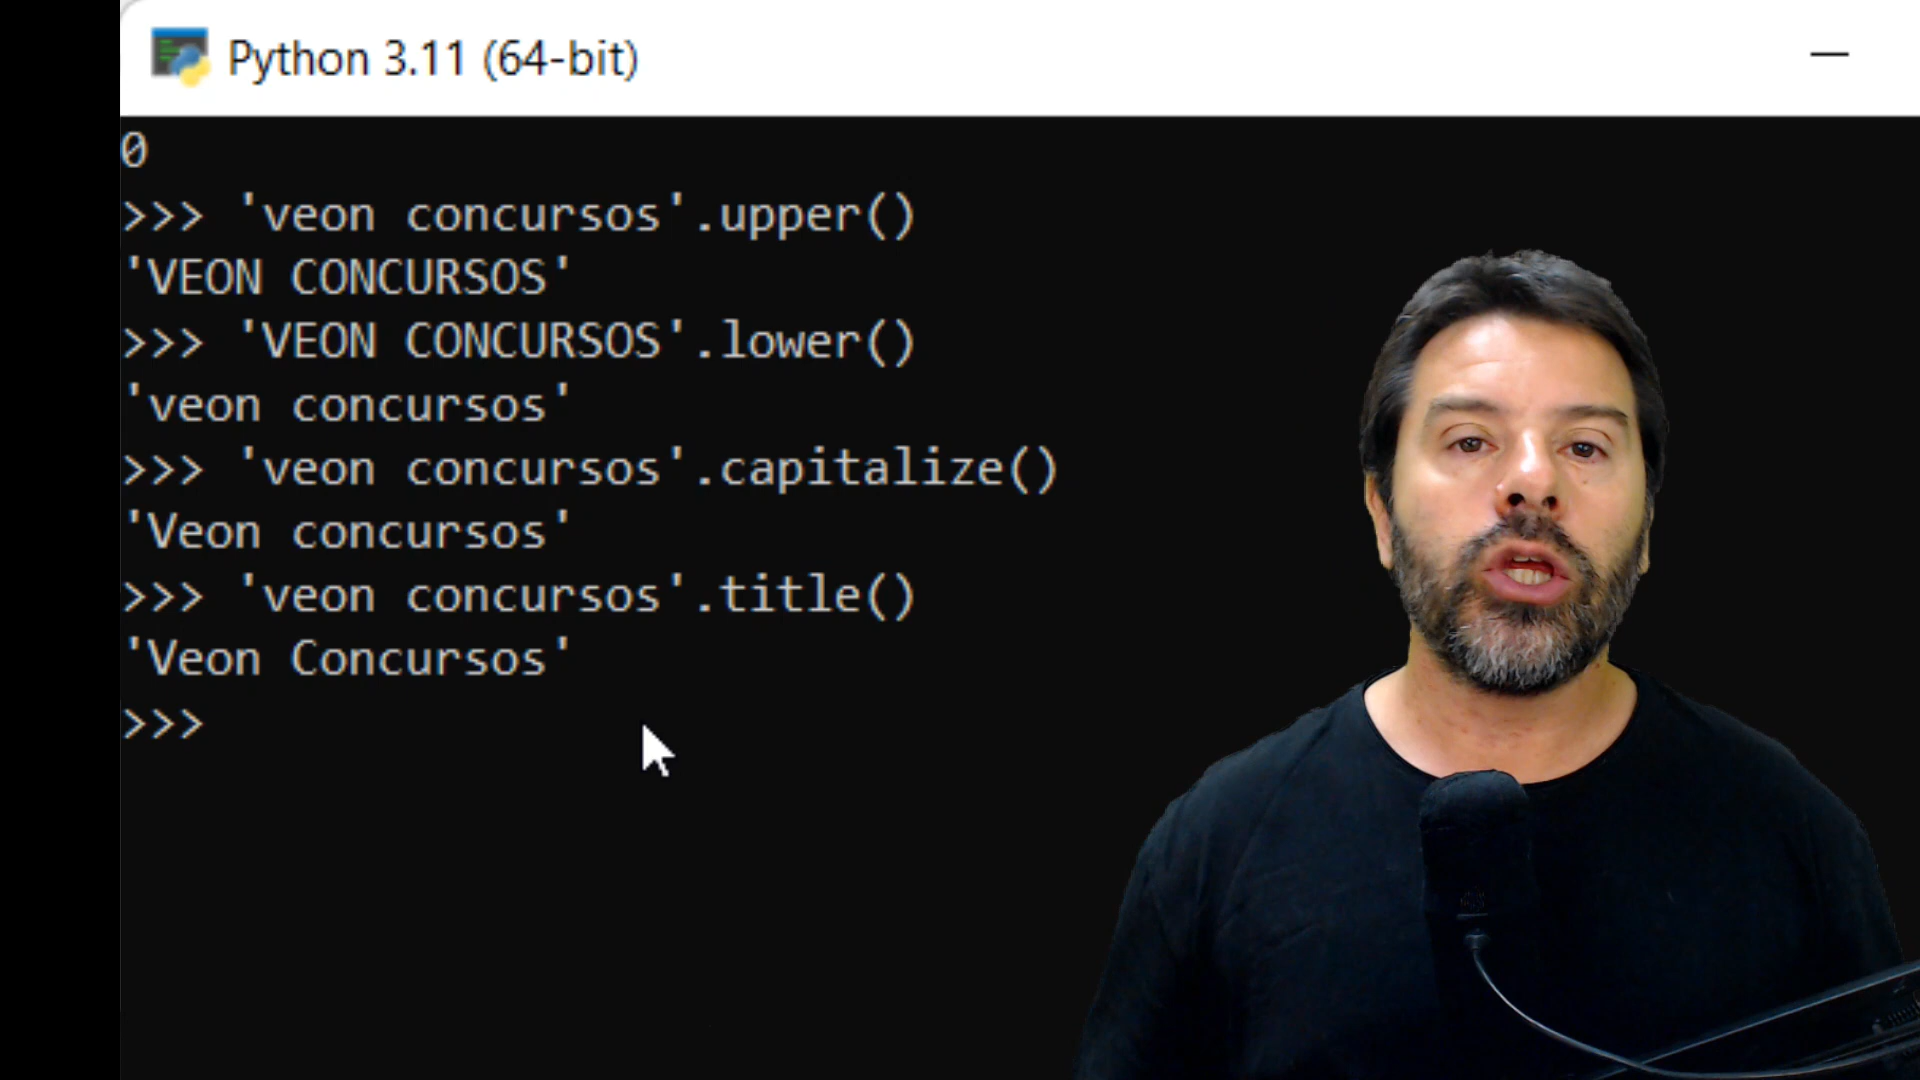 Python 3.11 (64-bit)
0
>>> 'veon concursos'.upper()
'VEON CONCURSOS'
>>> 'VEON CONCURSOS'.lower()
'veon concursos'
>>> 'veon concursos'.capitalize()
'Veon concursos'
>>> 'veon concursos'.title()
'Veon Concursos'
>>>